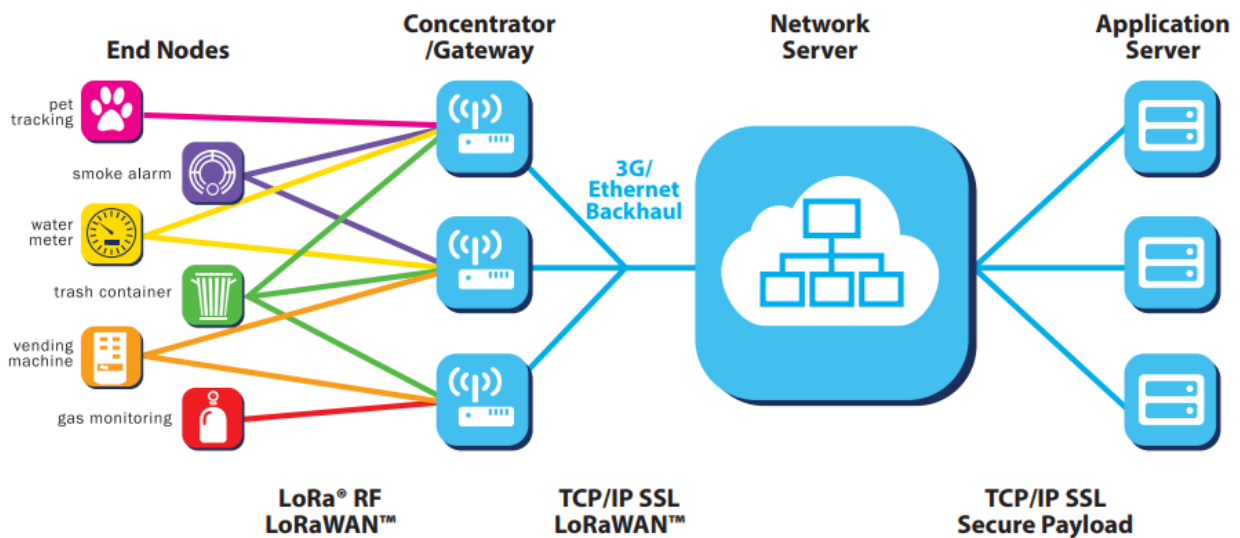 End Nodes
Concentrator
/Gateway
Network
Server
Application
Server
pet
tracking
smoke alarm
water
meter
trash container
vending
machine
gas monitoring
3G/
Ethernet
Backhaul
LoRa® RF
LoRaWAN™
TCP/IP SSL
LoRaWAN™
TCP/IP SSL
Secure Payload